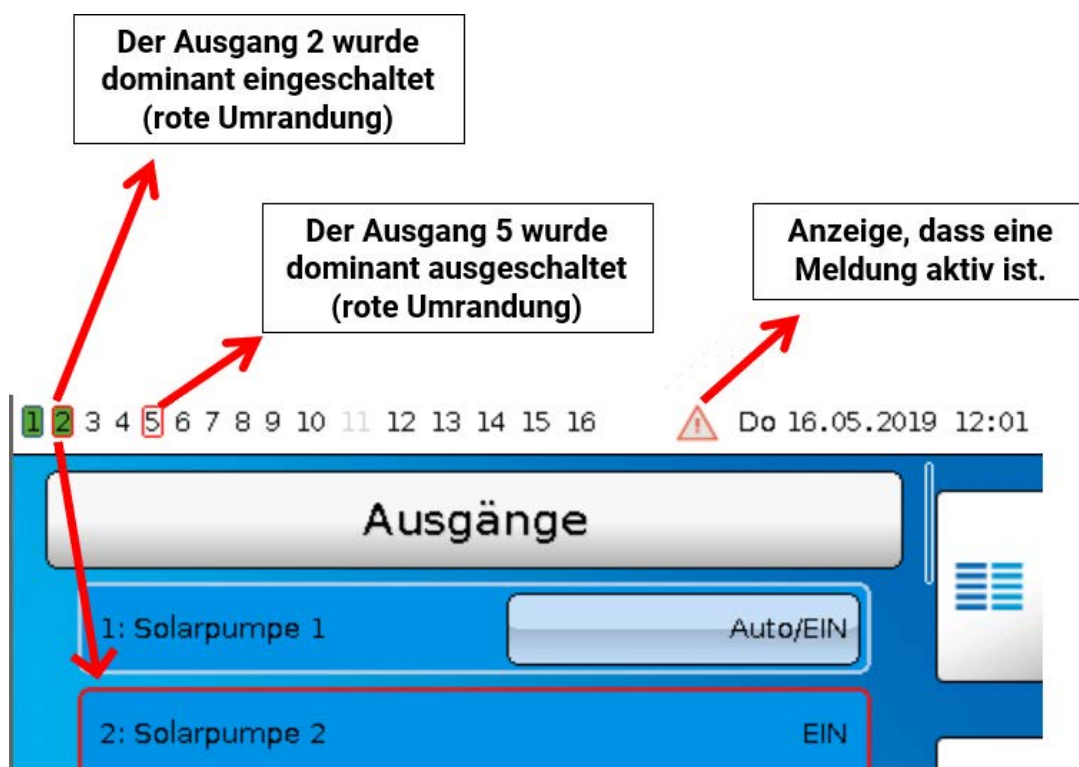 Der Ausgang 2 wurde
dominant eingeschaltet
(rote Umrandung)
Der Ausgang 5 wurde
dominant ausgeschaltet
(rote Umrandung)
Anzeige, dass eine
Meldung aktiv ist.
1 2 3 4 5 6 7 8 9 10 11 12 13 14 15 16 Do 16.05.2019 12:01
Ausgänge
1: Solarpumpe 1 Auto/EIN
2: Solarpumpe 2 EIN